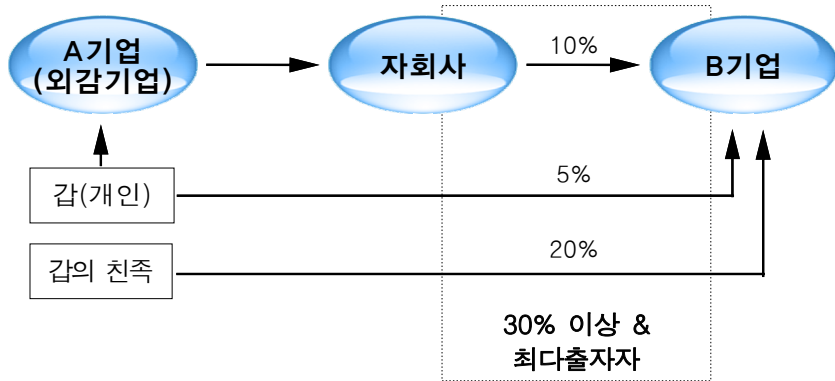 A기업
(외감기업)
자회사
10%
B기업
갑(개인)
5%
갑의 친족
20%
30% 이상 &
최다출자자